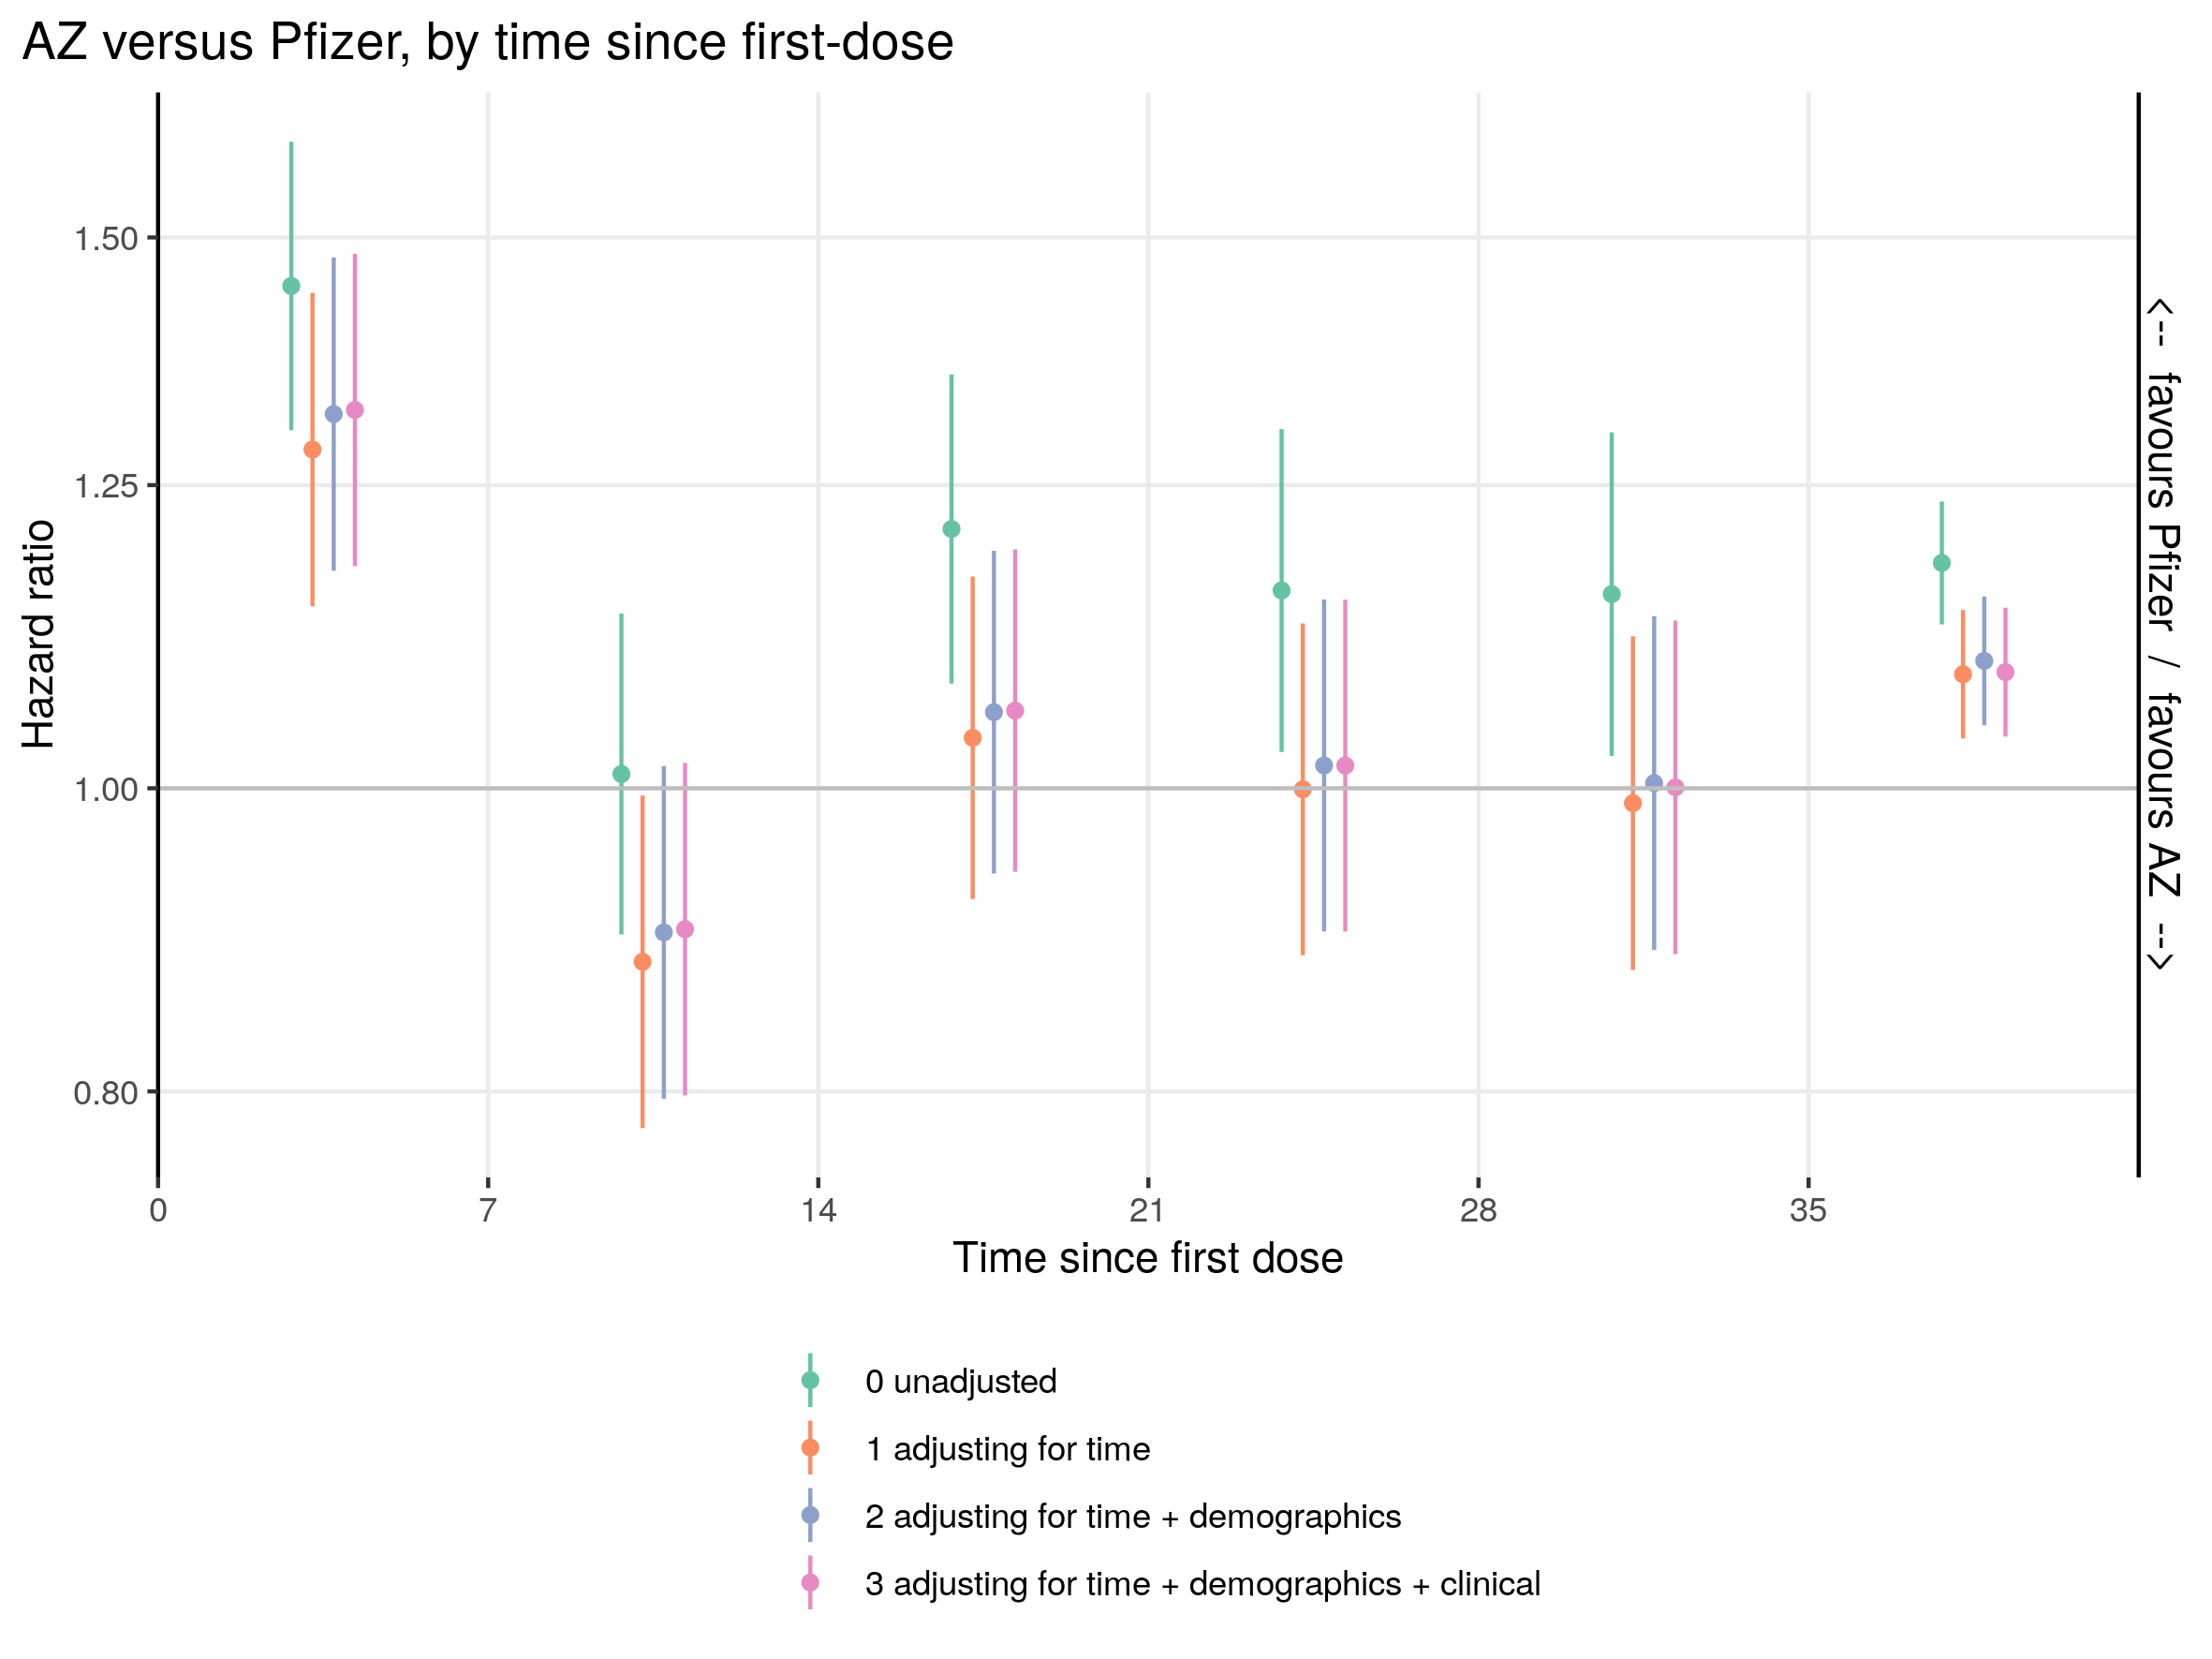 AZ versus Pfizer, by time since first-dose
Hazard ratio
1.50
1.25
1.00
0.80
0
7
14
21
28
35
Time since first dose
<-- favours Pfizer / favours AZ -->
0 unadjusted
1 adjusting for time
2 adjusting for time + demographics
3 adjusting for time + demographics + clinical